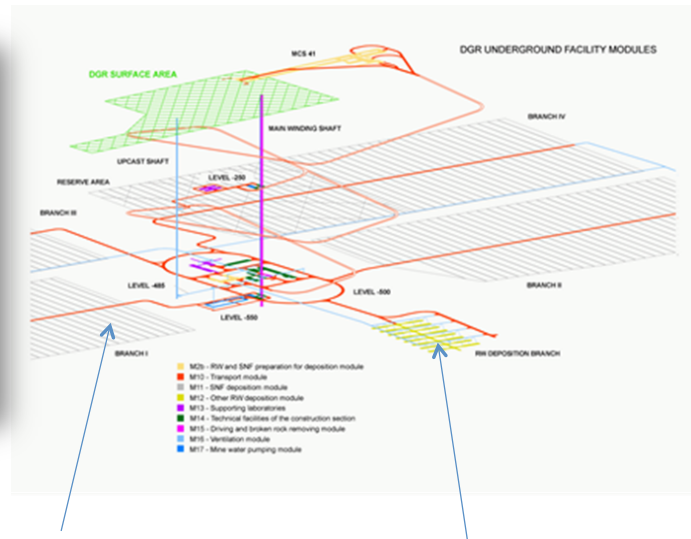 MCS 41
DGR UNDERGROUND FACILITY MODULES
DGR SURFACE AREA
BRANCH IV
MAIN WINDING SHAFT
UPCAST SHAFT
LEVEL -250
RESERVE AREA
BRANCH III
LEVEL -485
LEVEL -500
BRANCH II
LEVEL -550
BRANCH I
RW DEPOSITION BRANCH
M2b - RW and SNF preparation for deposition module
M10 - Transport module
M11 - SNF depositiom module
M12 - Other RW deposition module
M13 - Supporting laboratories
M14 - Technical facilities of the construction section
M15 - Driving and broken rock removing module
M16 - Ventilation module
M17 - Mine water pumping module